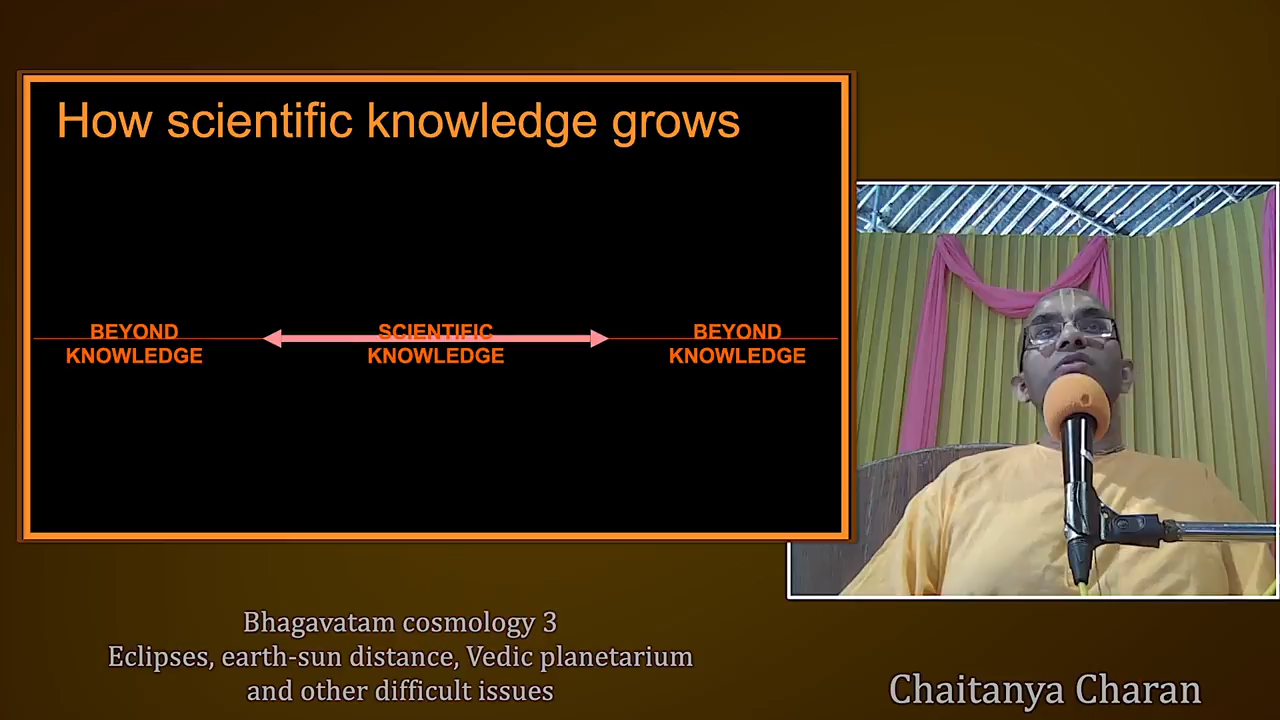 How scientific knowledge grows
BEYOND
KNOWLEDGE
SCIENTIFIC
KNOWLEDGE
BEYOND
KNOWLEDGE
Bhagavatam cosmology 3
Eclipses, earth-sun distance, Vedic planetarium
and other difficult issues
Chaitanya Charan